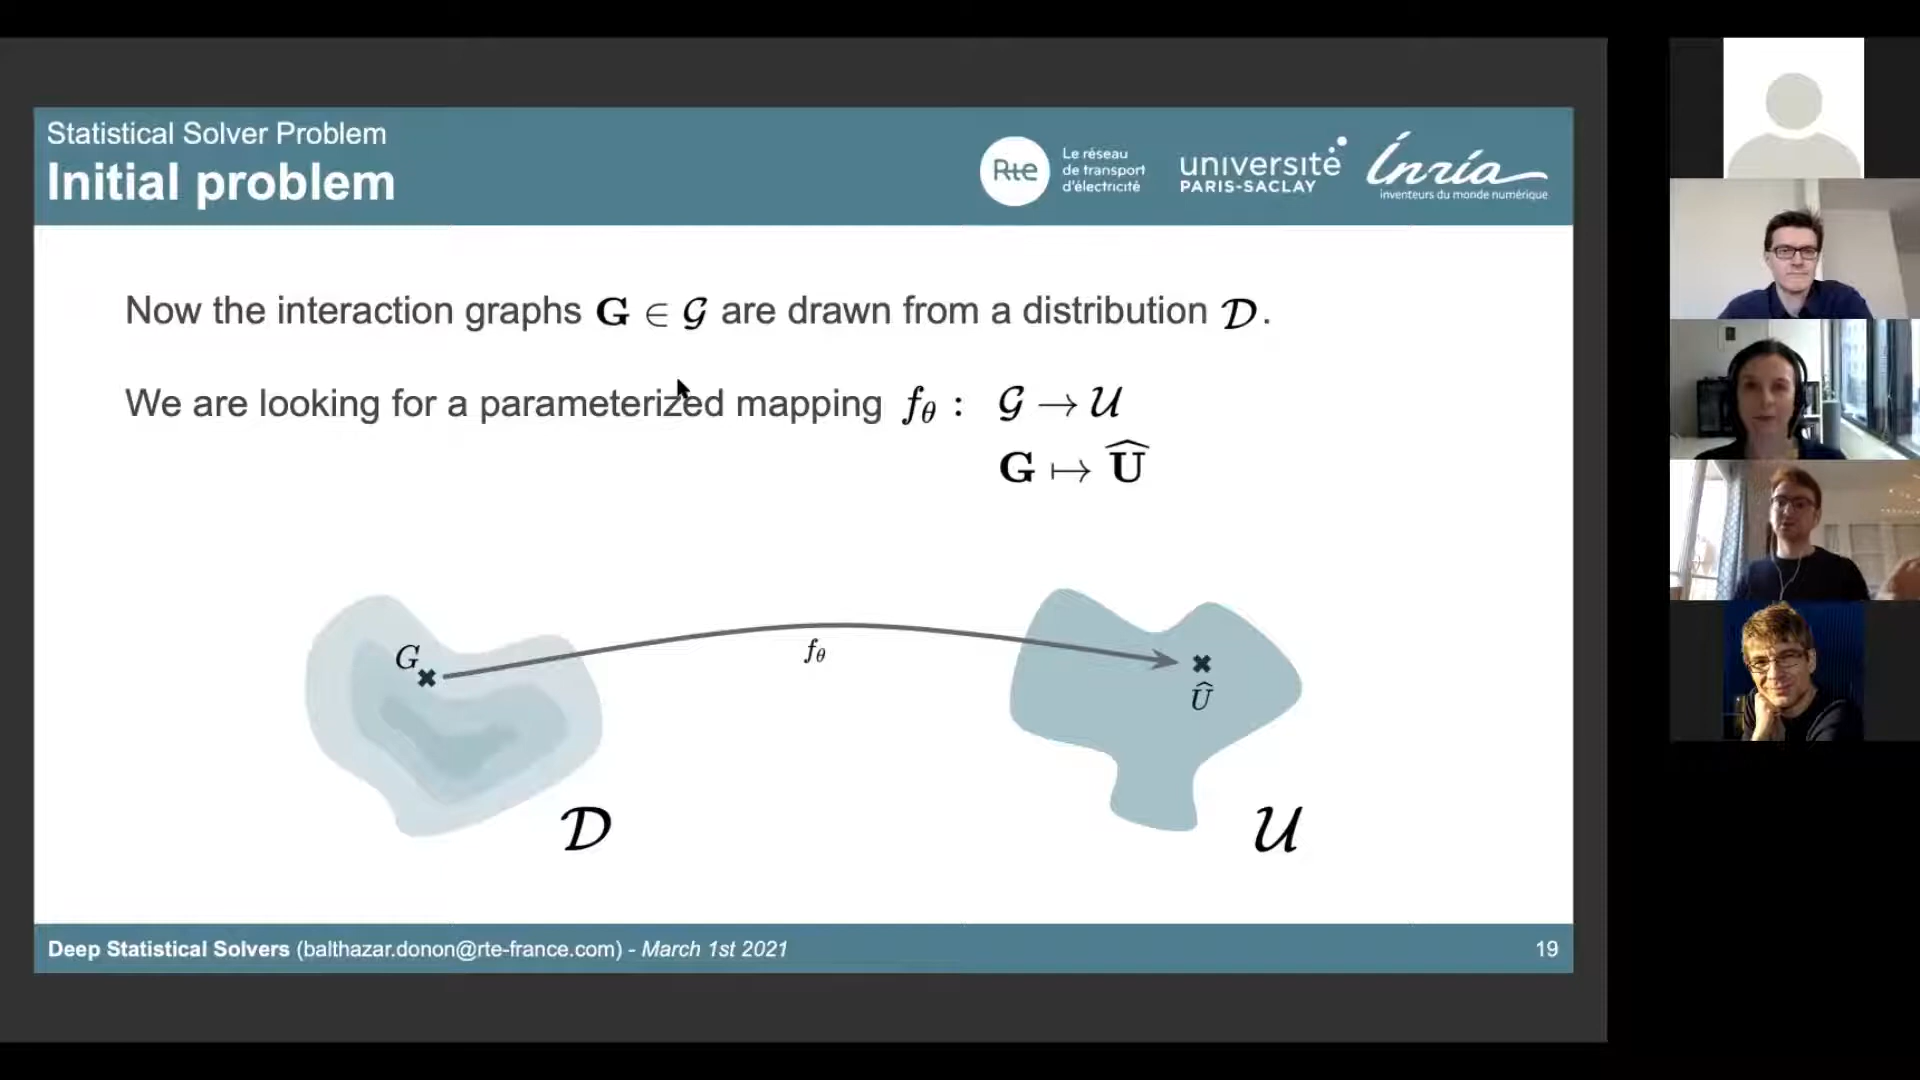 Statistical Solver Problem
Initial problem
Rte
Le réseau
de transport
d'électricité
université
PARIS-SACLAY
Inria
inventeurs du monde numérique
Now the interaction graphs G ∈ 𝒢 are drawn from a distribution 𝒟.
We are looking for a parameterized mapping f_θ : 𝒢 → 𝒰
G ↦ Û
G
f_θ
Û
𝒟
𝒰
Deep Statistical Solvers (balthazar.donon@rte-france.com) - March 1st 2021
19